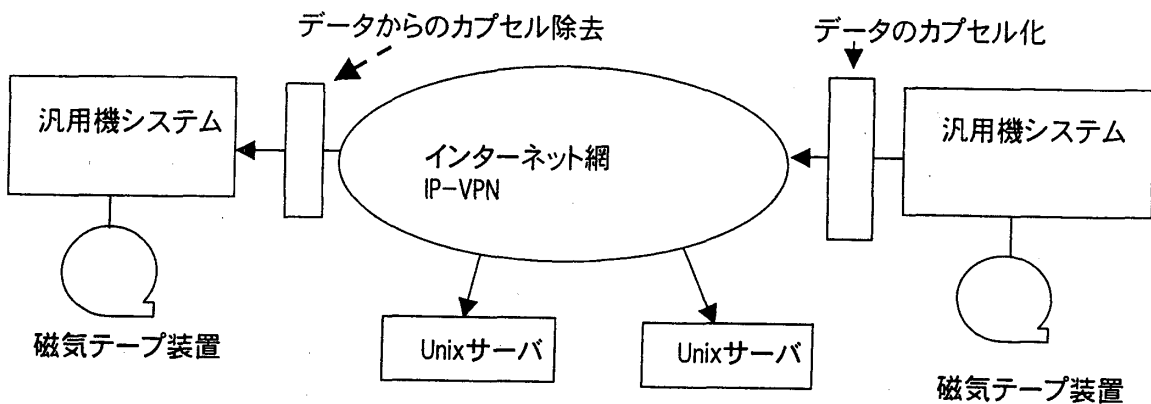 データからのカプセル除去
データのカプセル化
汎用機システム
汎用機システム
インターネット網
IP-VPN
磁気テープ装置
Unixサーバ
Unixサーバ
磁気テープ装置